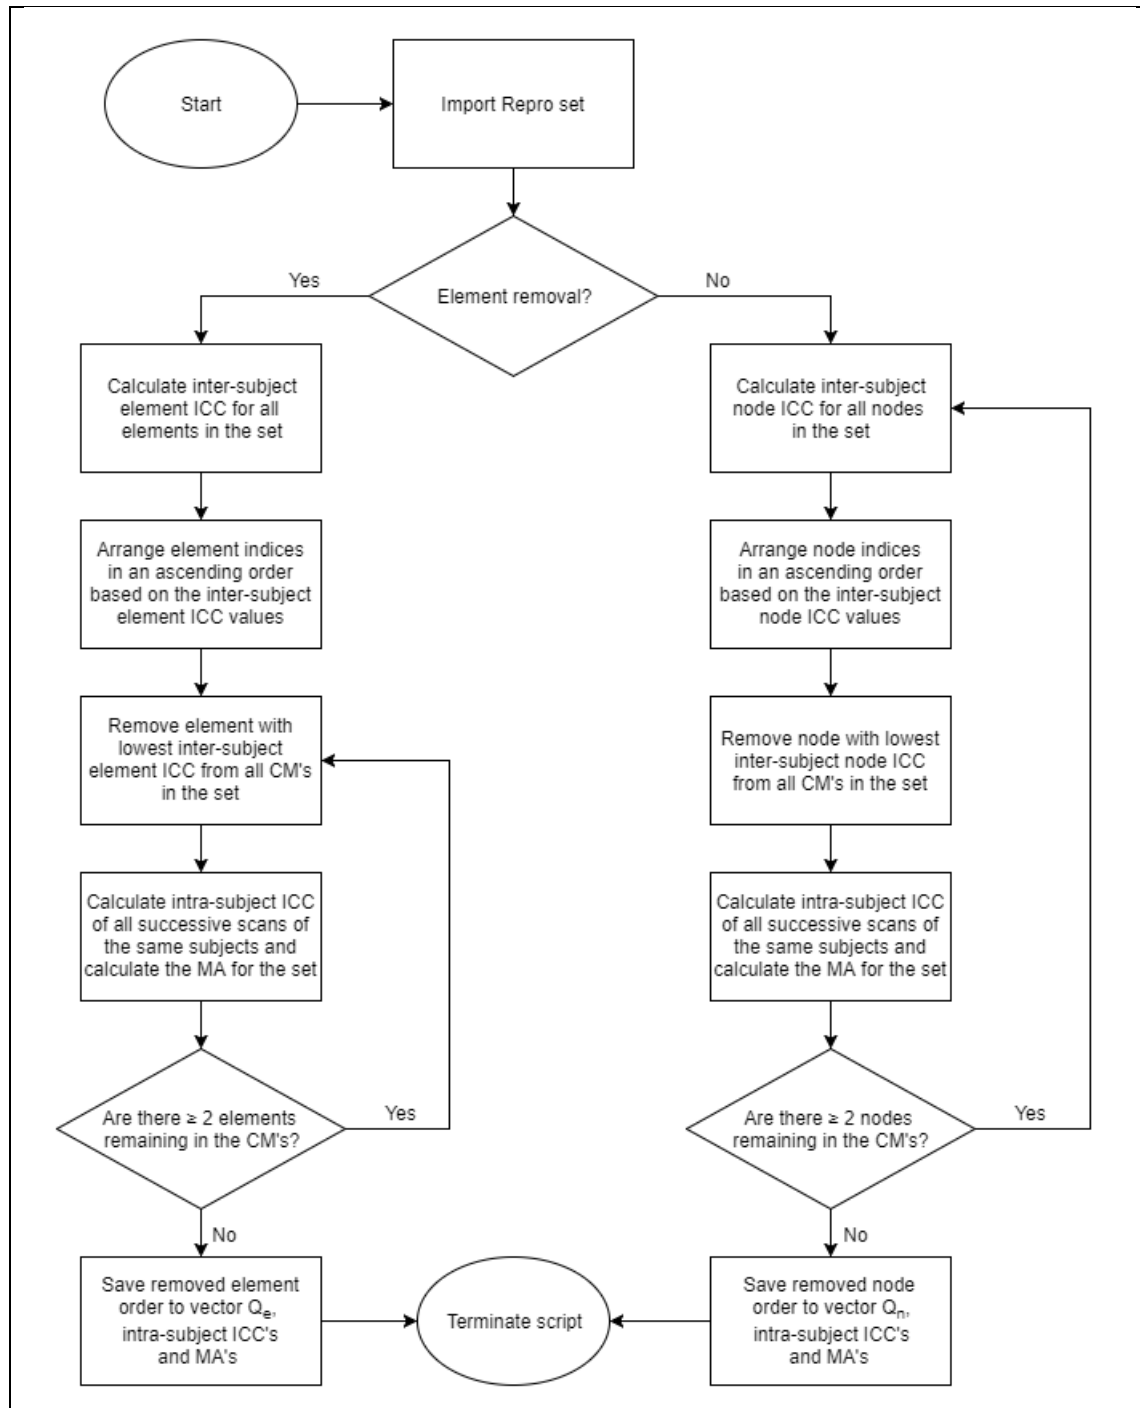 Start
Import Repro set
Element removal?
Yes
No
Calculate inter-subject
element ICC for all
elements in the set
Arrange element indices
in an ascending order
based on the inter-subject
element ICC values
Remove element with
lowest inter-subject
element ICC from all CM's
in the set
Calculate intra-subject ICC
of all successive scans of
the same subjects and
calculate the MA for the set
Are there ≥ 2 elements
remaining in the CM's?
Yes
No
Save removed element
order to vector Qe,
intra-subject ICC's
and MA's
Calculate inter-subject
node ICC for all nodes
in the set
Arrange node indices
in an ascending order
based on the inter-subject
node ICC values
Remove node with lowest
inter-subject node ICC
from all CM's in the set
Calculate intra-subject ICC
of all successive scans of
the same subjects and
calculate the MA for the set
Are there ≥ 2 nodes
remaining in the CM's?
Yes
No
Save removed node
order to vector Qn,
intra-subject ICC's
and MA's
Terminate script